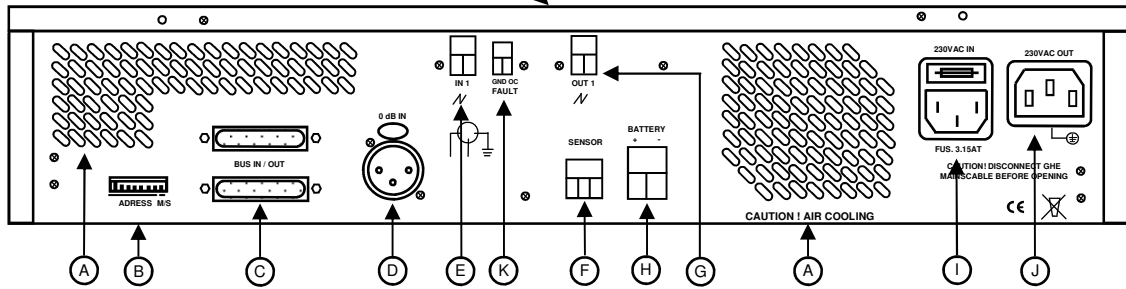 230VAC IN
230VAC OUT
IN 1
GND OC
FAULT
OUT 1
0 dB IN
SENSOR
BATTERY
+ -
BUS IN / OUT
ADRESS M/S
FUS. 3.15AT
CAUTION! DISCONNECT GHE
MAINSCABLE BEFORE OPENING
CAUTION ! AIR COOLING
CE
A
B
C
D
E
K
F
H
G
A
I
J